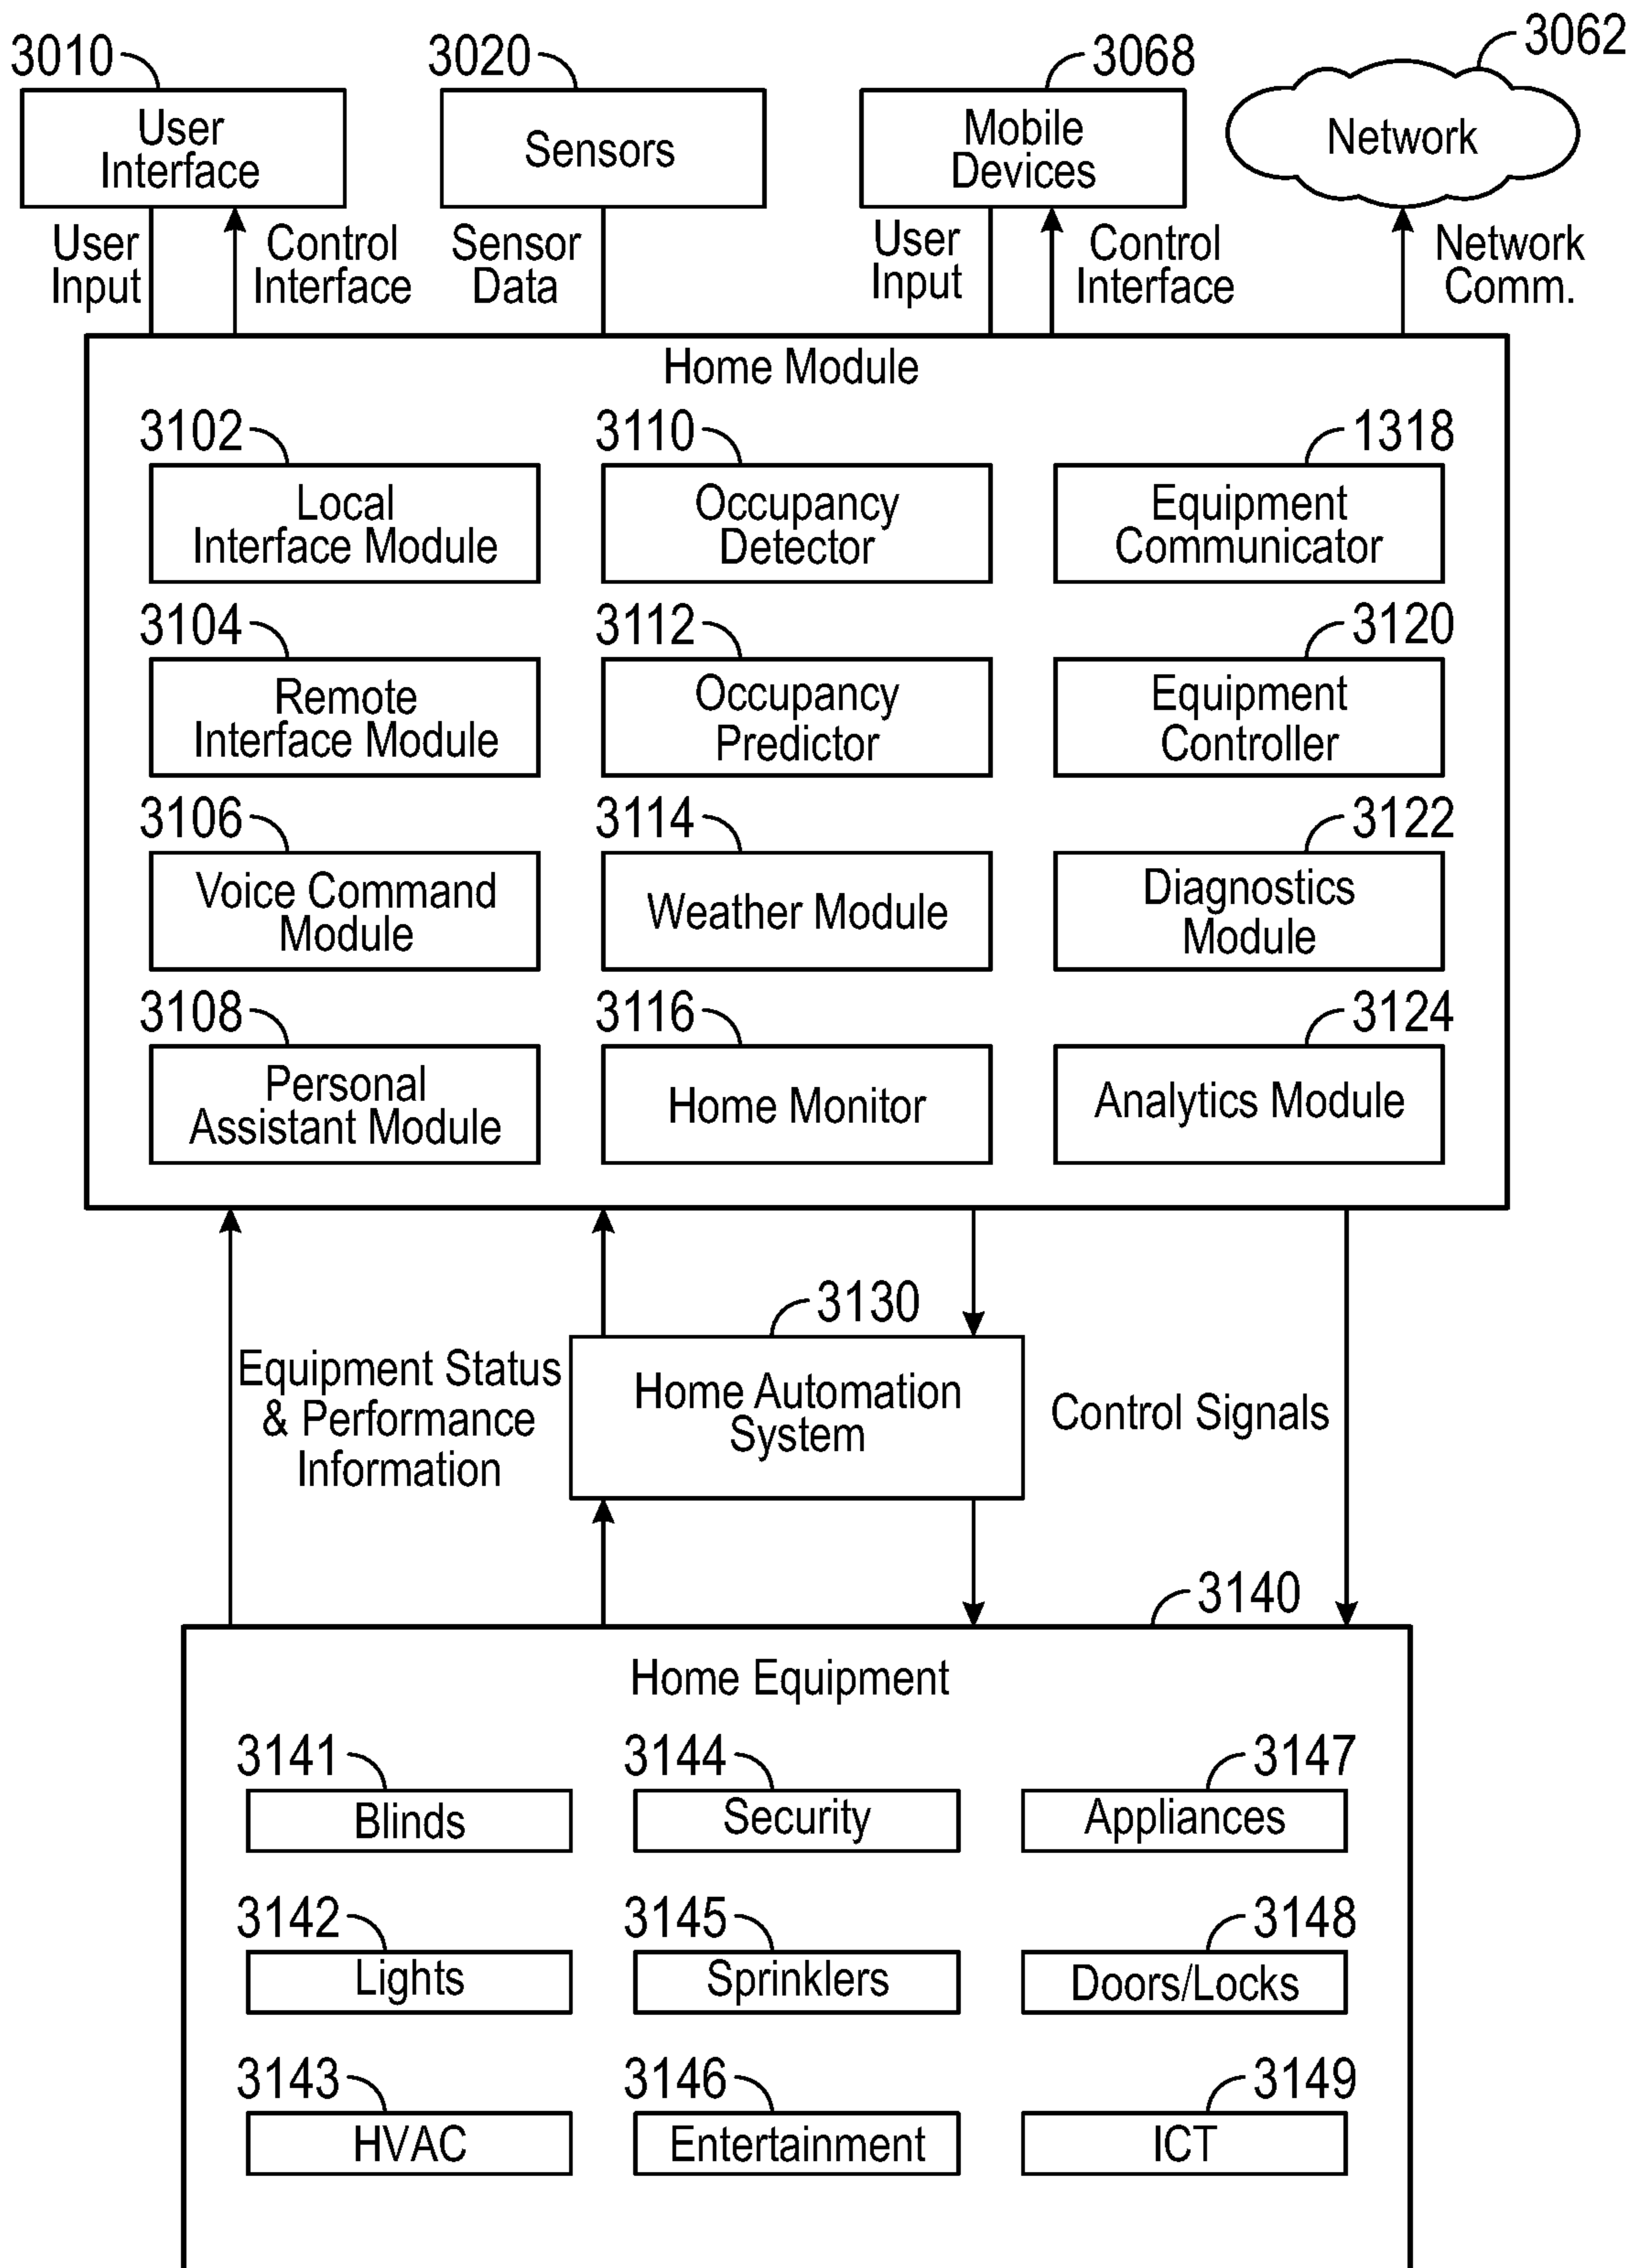 3010
3020
3068
3062
User
Interface
Sensors
Mobile
Devices
Network
User
Input
Control
Interface
Sensor
Data
User
Input
Control
Interface
Network
Comm.
Home Module
3102
3110
1318
Local
Interface Module
Occupancy
Detector
Equipment
Communicator
3104
3112
3120
Remote
Interface Module
Occupancy
Predictor
Equipment
Controller
3106
3114
3122
Voice Command
Module
Weather Module
Diagnostics
Module
3108
3116
3124
Personal
Assistant Module
Home Monitor
Analytics Module
3130
Equipment Status
& Performance
Information
Home Automation
System
Control Signals
3140
Home Equipment
3141
3144
3147
Blinds
Security
Appliances
3142
3145
3148
Lights
Sprinklers
Doors/Locks
3143
3146
3149
HVAC
Entertainment
ICT